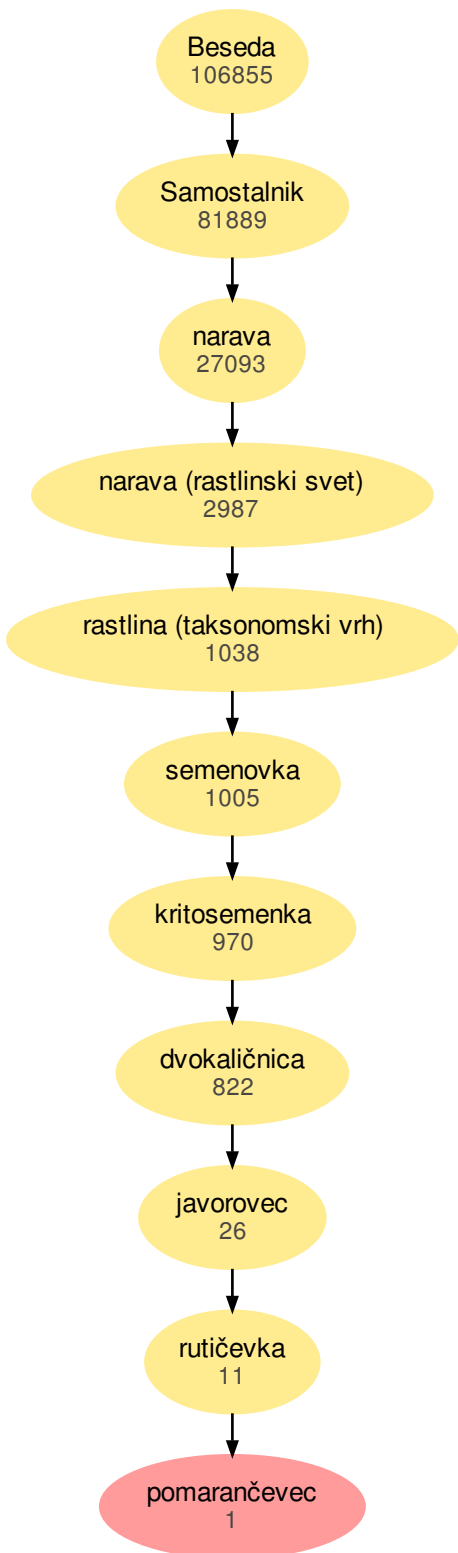 Beseda
106855
Samostalnik
81889
narava
27093
narava (rastlinski svet)
2987
rastlina (taksonomski vrh)
1038
semenovka
1005
kritosemenka
970
dvokaličnica
822
javorovec
26
rutičevka
11
pomarančevec
1